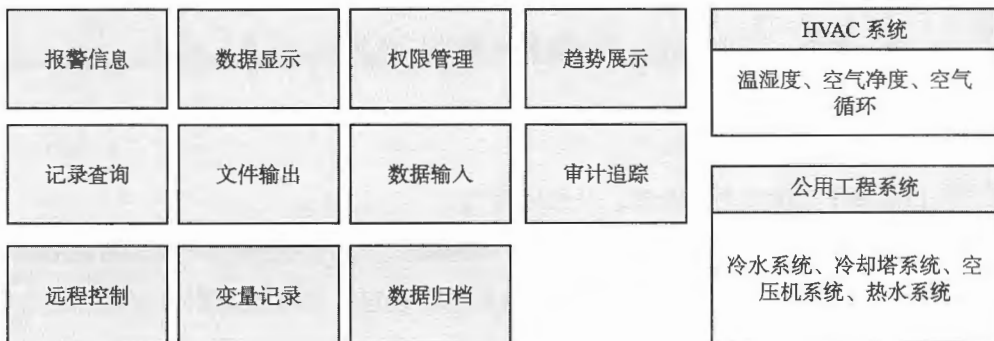 报警信息
数据显示
权限管理
趋势展示
记录查询
文件输出
数据输入
审计追踪
远程控制
变量记录
数据归档
HVAC 系统
温湿度、空气净度、空气
循环
公用工程系统
冷水系统、冷却塔系统、空
压机系统、热水系统